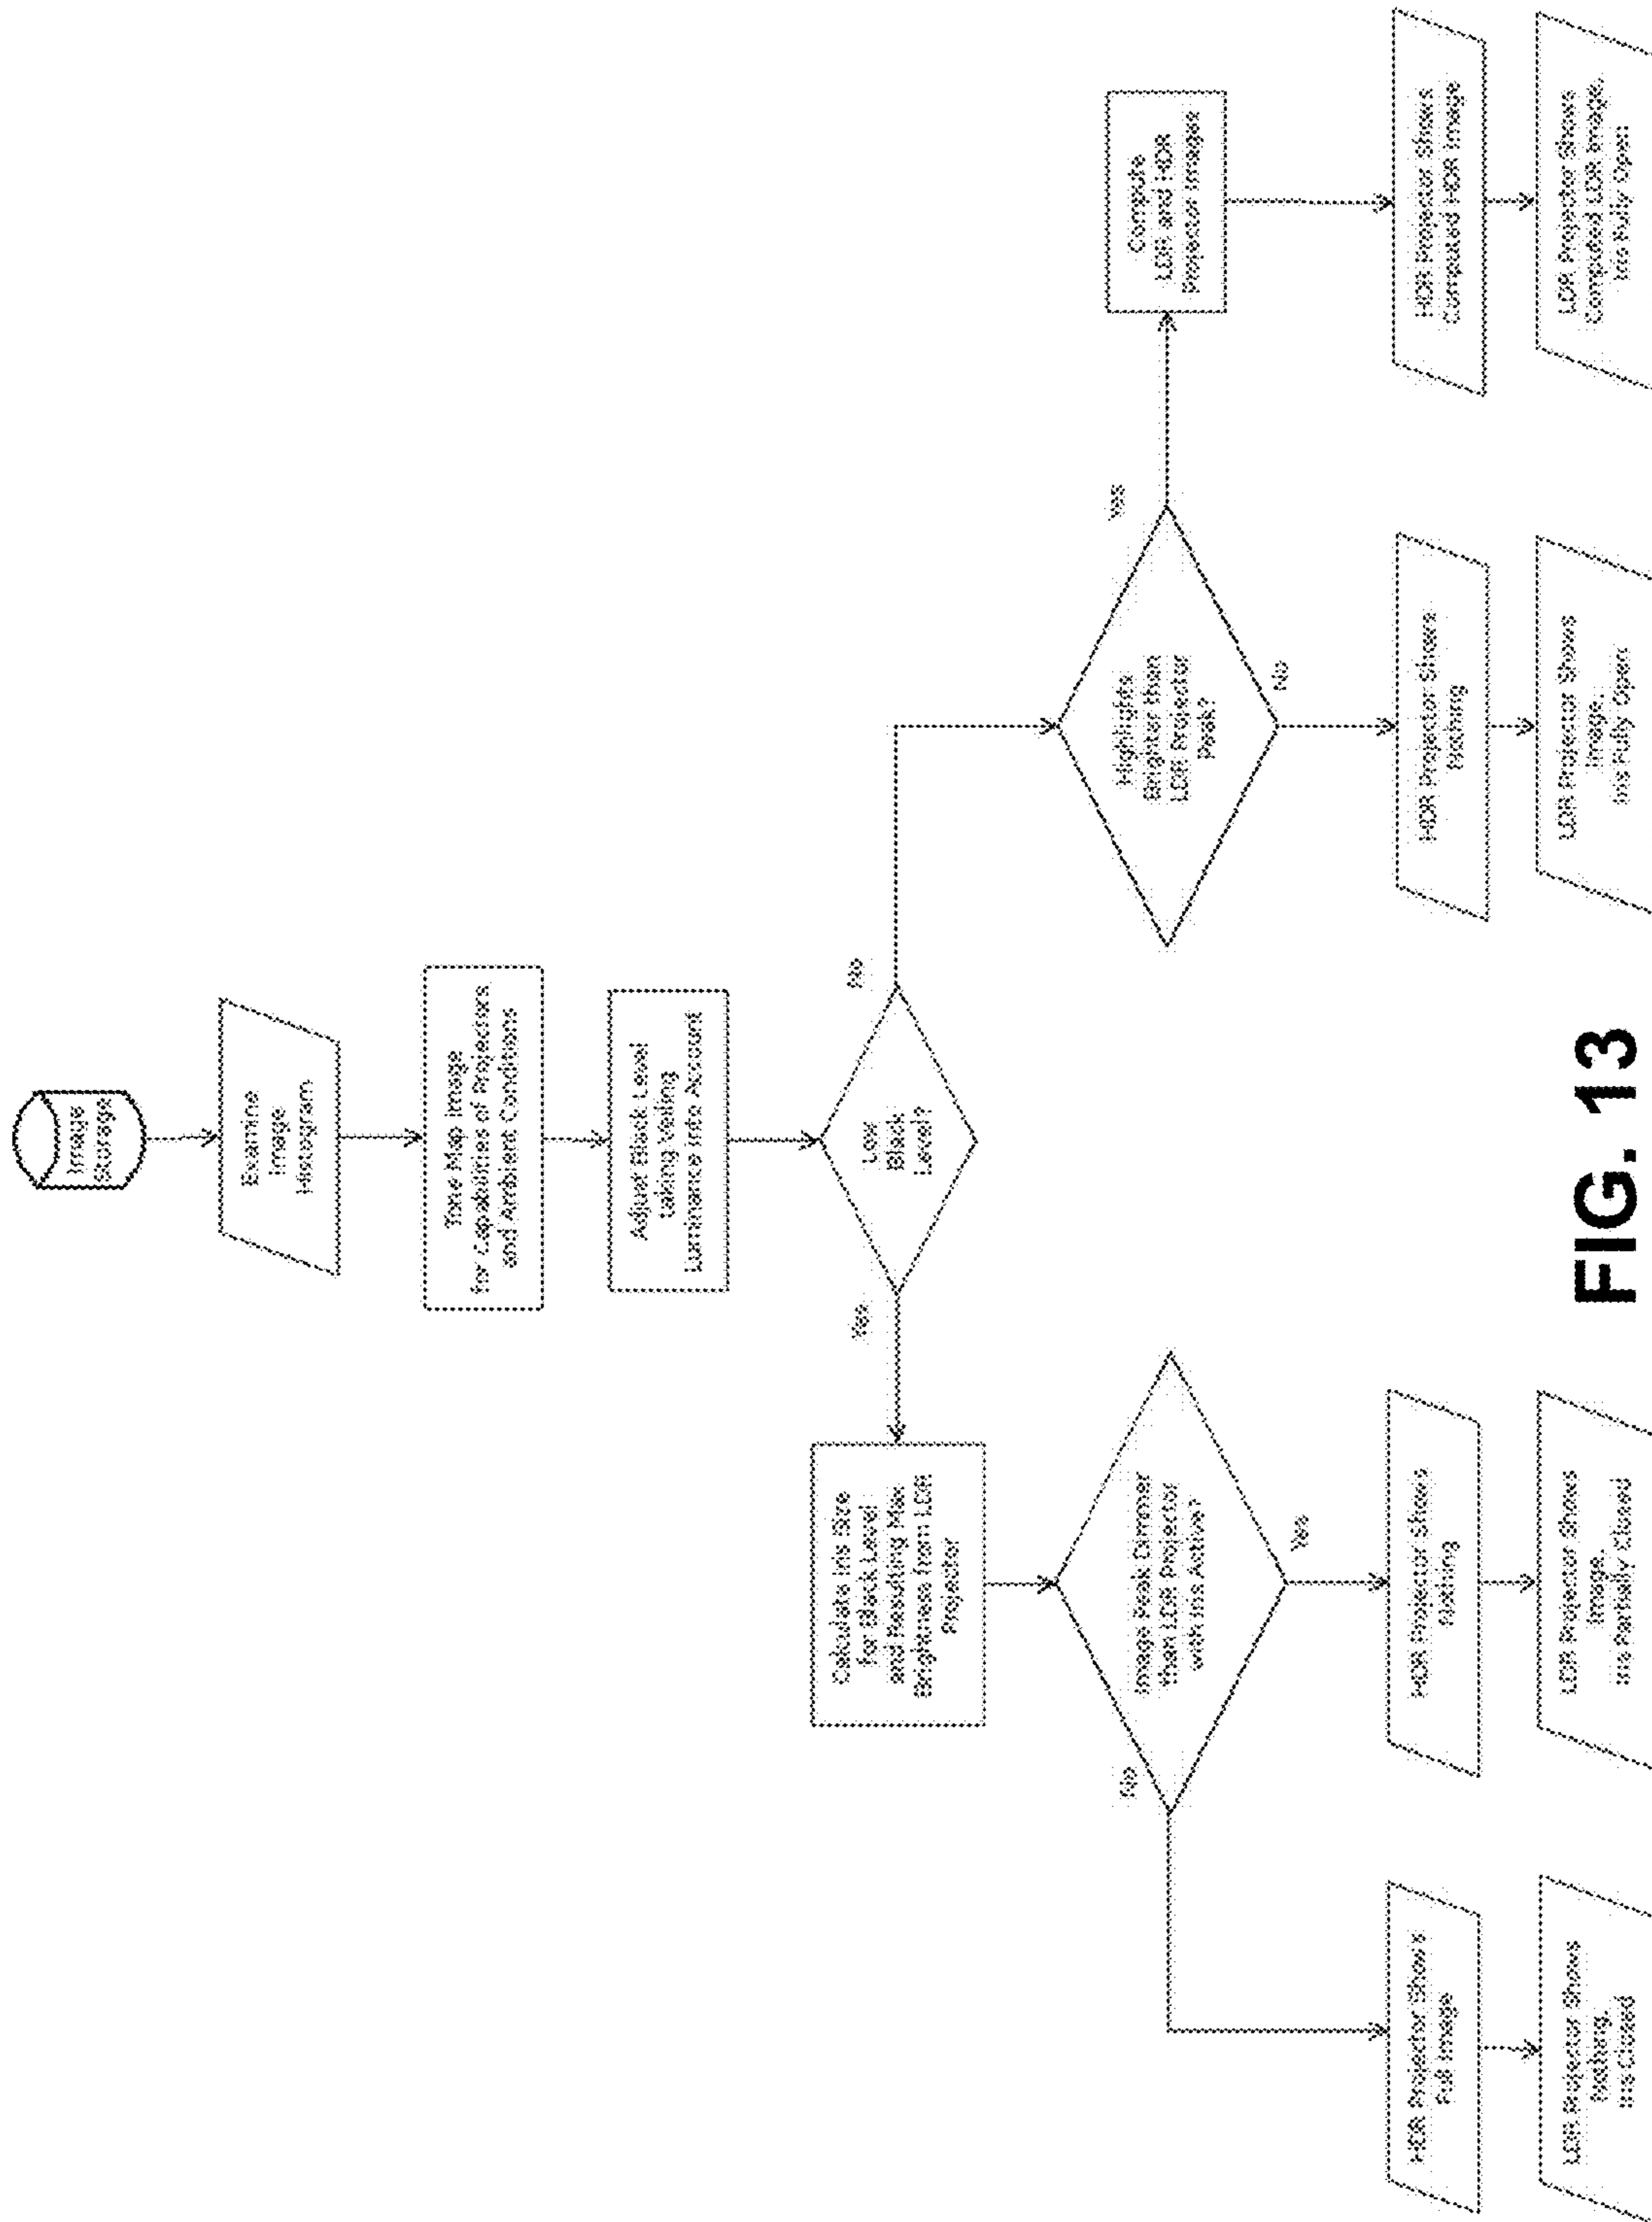 Image
Storage
Examine
Image
Histogram
Tone Map Image
for Capabilities of Projectors
and Ambient Conditions
Adjust Black Level
taking Veiling
Luminance into Account
Low
Black
Level?
Yes
No
Calculate Iris Size
for Black Level
and Resulting Max
Brightness from LDR
Projector
Image Peak Dimmer
than LDR Projector
with Iris Active?
No
Yes
HDR Projector Shows
Full Image
LDR Projector Shows
Nothing,
Iris Closed
HDR Projector Shows
Nothing
LDR Projector Shows
Image,
Iris Partially Closed
Highlights
Brighter than
LDR Projector
Peak?
Yes
No
HDR Projector Shows
Nothing
LDR Projector Shows
Image,
Iris Fully Open
Compute
LDR and HDR
Projector Images
HDR Projector Shows
Computed HDR Image
LDR Projector Shows
Computed LDR Image,
Iris Fully Open
FIG. 13